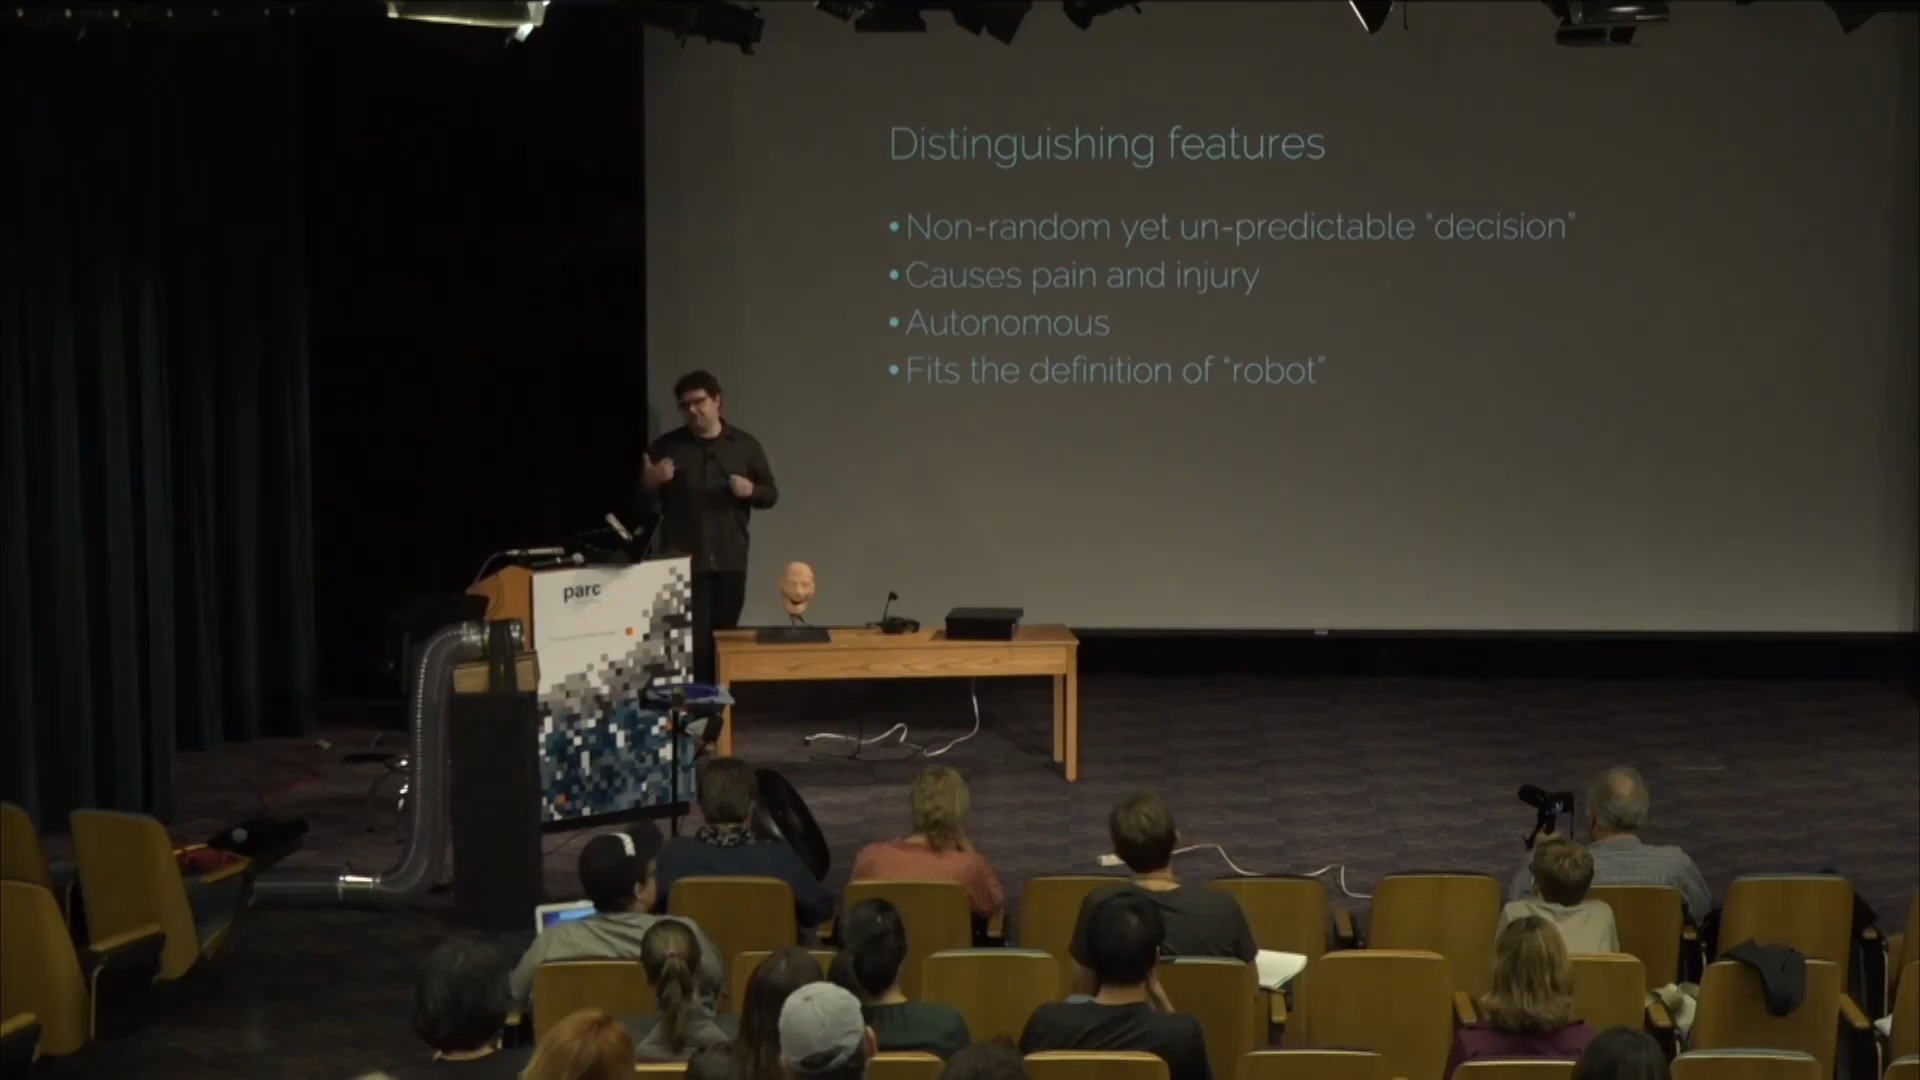 Distinguishing features
• Non-random yet un-predictable "decision"
• Causes pain and injury
• Autonomous
• Fits the definition of "robot"
parc